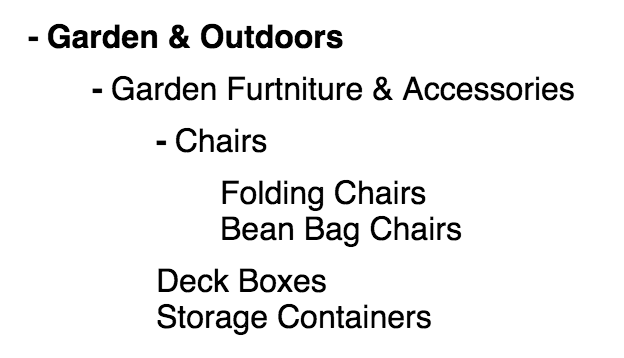 - Garden & Outdoors
- Garden Furtniture & Accessories
- Chairs
Folding Chairs
Bean Bag Chairs
Deck Boxes
Storage Containers